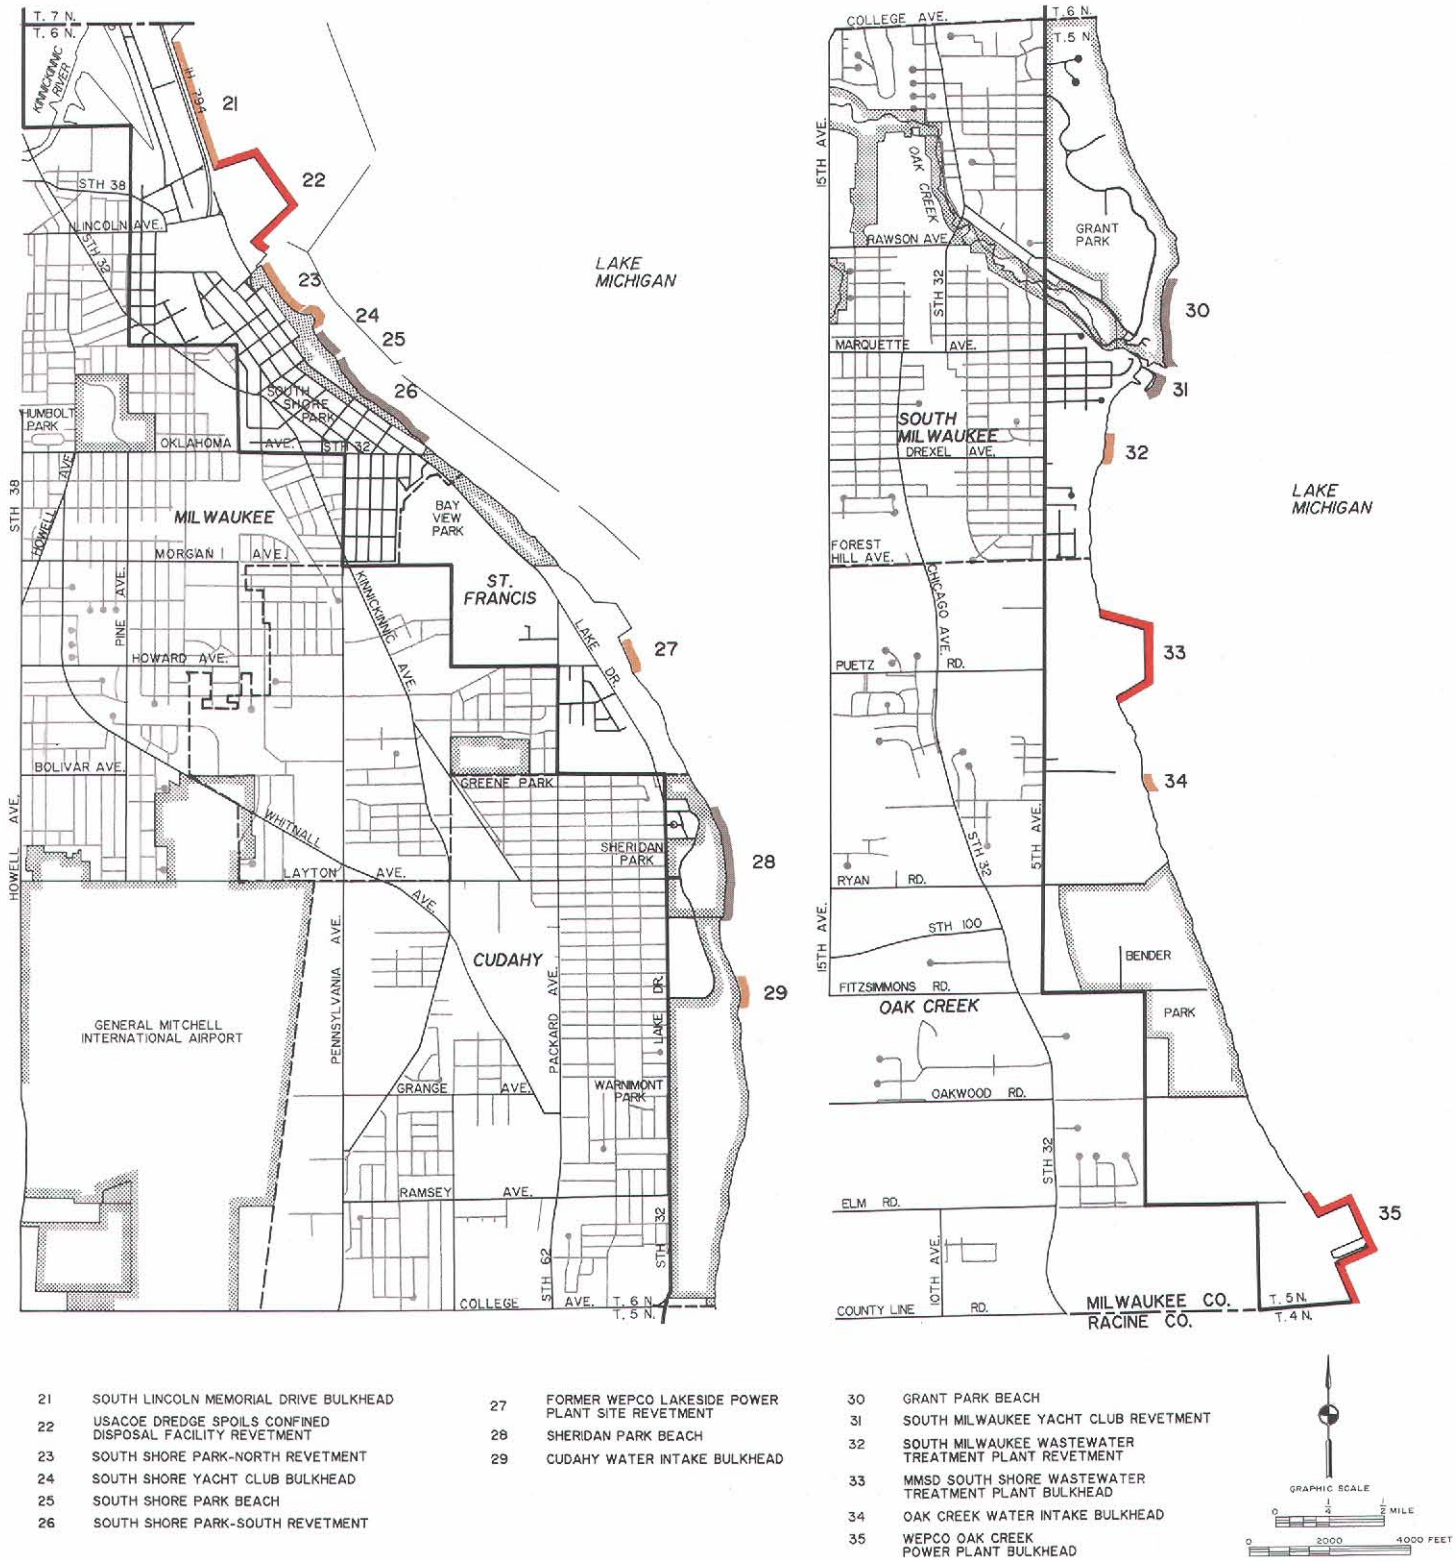 T. 7 N.
T. 6 N.
KINNICKINNIC
RIVER
IH 794
21
22
STH 38
LINCOLN AVE.
STH 32
23
24
25
26
LAKE
MICHIGAN
SOUTH
SHORE
PARK
HUMBOLT
PARK
OKLAHOMA AVE.
STH 32
STH 38
HOWELL AVE.
MILWAUKEE
BAY
VIEW
PARK
MORGAN AVE.
PINE AVE.
KINNICKINNIC AVE.
ST.
FRANCIS
LAKE DR.
27
HOWARD AVE.
BOLIVAR AVE.
GREENE PARK
HOWELL AVE.
WHITNALL AVE.
SHERIDAN
PARK
28
LAYTON AVE.
PENNSYLVANIA AVE.
CUDAHY
PACKARD AVE.
LAKE DR.
29
GENERAL MITCHELL
INTERNATIONAL AIRPORT
GRANGE AVE.
WARNIMONT
PARK
RAMSEY AVE.
STH 62
STH 32
COLLEGE AVE.
T. 6 N.
T. 5 N.
COLLEGE AVE.
T. 6 N.
T. 5 N.
15TH AVE.
OAK CREEK
GRANT
PARK
RAWSON AVE.
STH 32
30
MARQUETTE AVE.
31
SOUTH
MILWAUKEE
DREXEL AVE.
32
LAKE
MICHIGAN
FOREST
HILL AVE.
CHICAGO AVE.
33
PUETZ RD.
34
STH 32
5TH AVE.
RYAN RD.
15TH AVE.
STH 100
BENDER
PARK
FITZSIMMONS RD.
OAK CREEK
OAKWOOD RD.
STH 32
ELM RD.
35
10TH AVE.
COUNTY LINE RD.
MILWAUKEE CO.
RACINE CO.
T. 5 N.
T. 4 N.
21 SOUTH LINCOLN MEMORIAL DRIVE BULKHEAD
22 USACOE DREDGE SPOILS CONFINED
DISPOSAL FACILITY REVETMENT
23 SOUTH SHORE PARK-NORTH REVETMENT
24 SOUTH SHORE YACHT CLUB BULKHEAD
25 SOUTH SHORE PARK BEACH
26 SOUTH SHORE PARK-SOUTH REVETMENT
27 FORMER WEPCO LAKESIDE POWER
PLANT SITE REVETMENT
28 SHERIDAN PARK BEACH
29 CUDAHY WATER INTAKE BULKHEAD
30 GRANT PARK BEACH
31 SOUTH MILWAUKEE YACHT CLUB REVETMENT
32 SOUTH MILWAUKEE WASTEWATER
TREATMENT PLANT REVETMENT
33 MMSD SOUTH SHORE WASTEWATER
TREATMENT PLANT BULKHEAD
34 OAK CREEK WATER INTAKE BULKHEAD
35 WEPCO OAK CREEK
POWER PLANT BULKHEAD
GRAPHIC SCALE
0 1/4 1/2 MILE
0 2000 4000 FEET